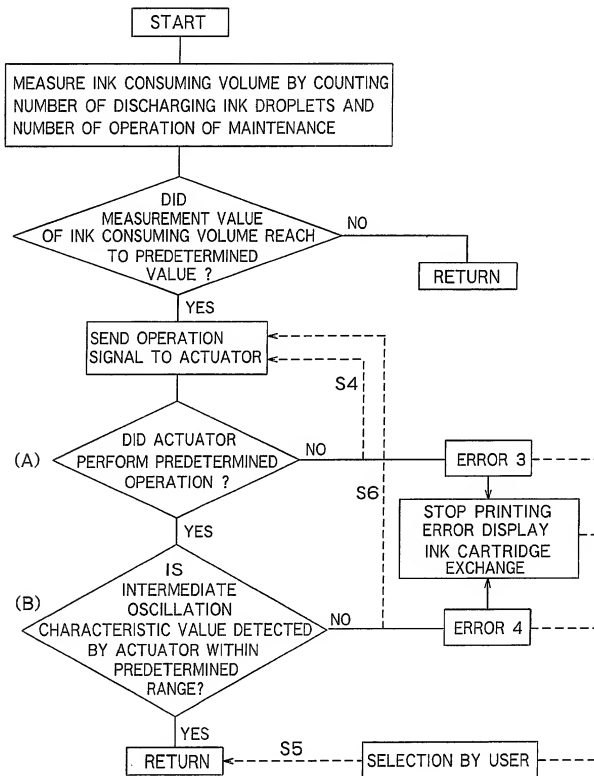 START
MEASURE INK CONSUMING VOLUME BY COUNTING
NUMBER OF DISCHARGING INK DROPLETS AND
NUMBER OF OPERATION OF MAINTENANCE
DID
MEASUREMENT VALUE
OF INK CONSUMING VOLUME REACH
TO PREDETERMINED
VALUE ?
NO
RETURN
YES
SEND OPERATION
SIGNAL TO ACTUATOR
S4
(A)
DID ACTUATOR
PERFORM PREDETERMINED
OPERATION ?
NO
ERROR 3
S6
YES
STOP PRINTING
ERROR DISPLAY
INK CARTRIDGE
EXCHANGE
(B)
IS
INTERMEDIATE
OSCILLATION
CHARACTERISTIC VALUE DETECTED
BY ACTUATOR WITHIN
PREDETERMINED
RANGE?
NO
ERROR 4
YES
RETURN
S5
SELECTION BY USER